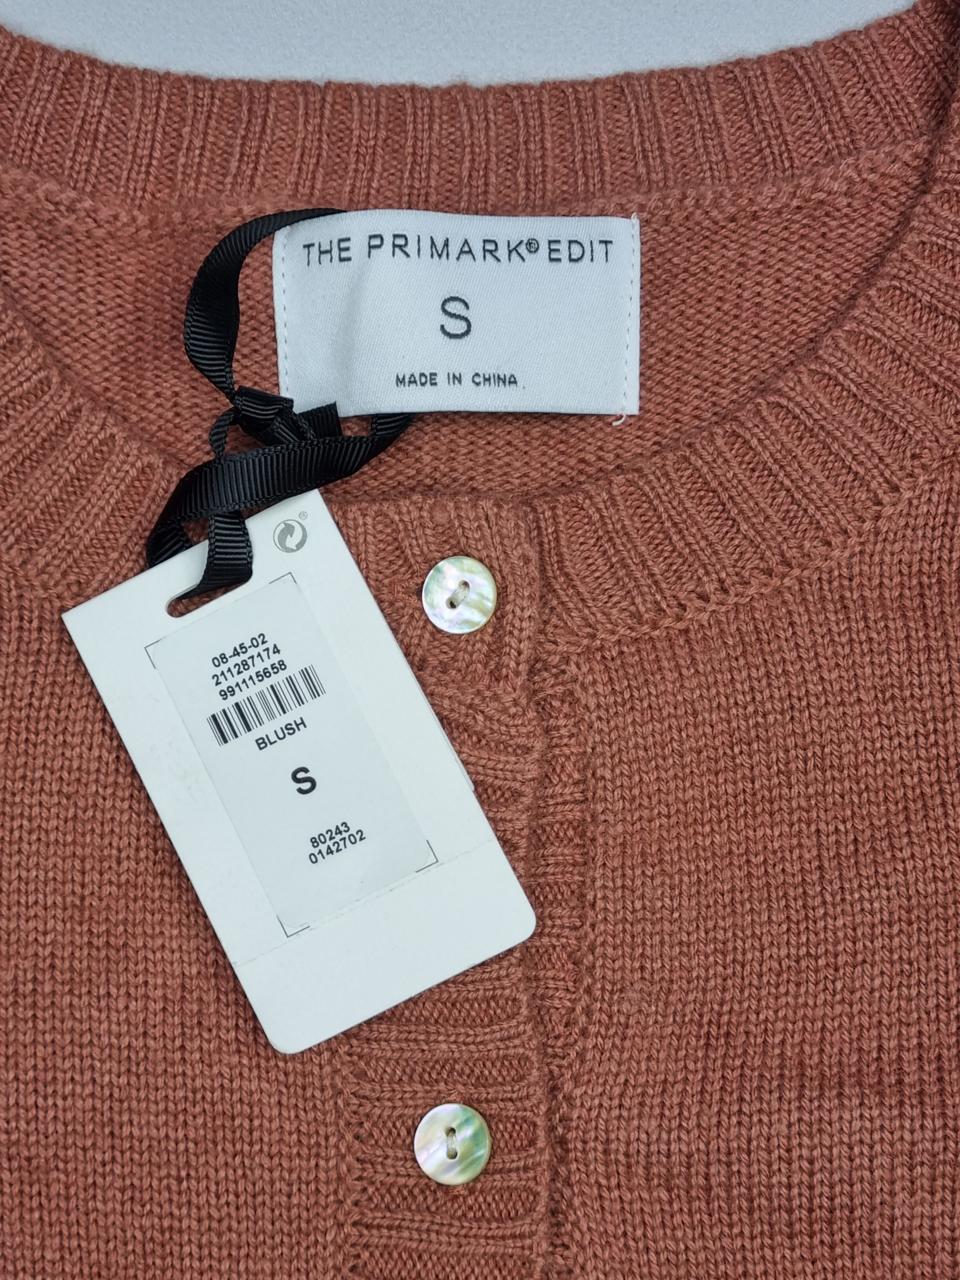 THE PRIMARK® EDIT
S
MADE IN CHINA
08-45-02
211287174
991115658
BLUSH
S
80243
0142702